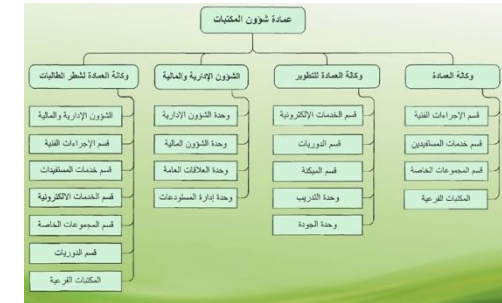 عمادة شؤون المكتبات
وكالة العمادة
وكالة العمادة للتطوير
الشؤون الإدارية والمالية
وكالة العمادة لشطر الطالبات
قسم الإجراءات الفنية
قسم خدمات المستفيدين
قسم المجموعات الخاصة
المكتبات الفرعية
قسم الخدمات الإلكترونية
قسم الدوريات
قسم الميكنة
وحدة التدريب
وحدة الجودة
وحدة الشؤون الإدارية
وحدة الشؤون المالية
وحدة العلاقات العامة
وحدة إدارة المستودعات
الشؤون الإدارية والمالية
قسم الإجراءات الفنية
قسم خدمات المستفيدات
قسم الخدمات الالكترونية
قسم المجموعات الخاصة
قسم الدوريات
المكتبات الفرعية